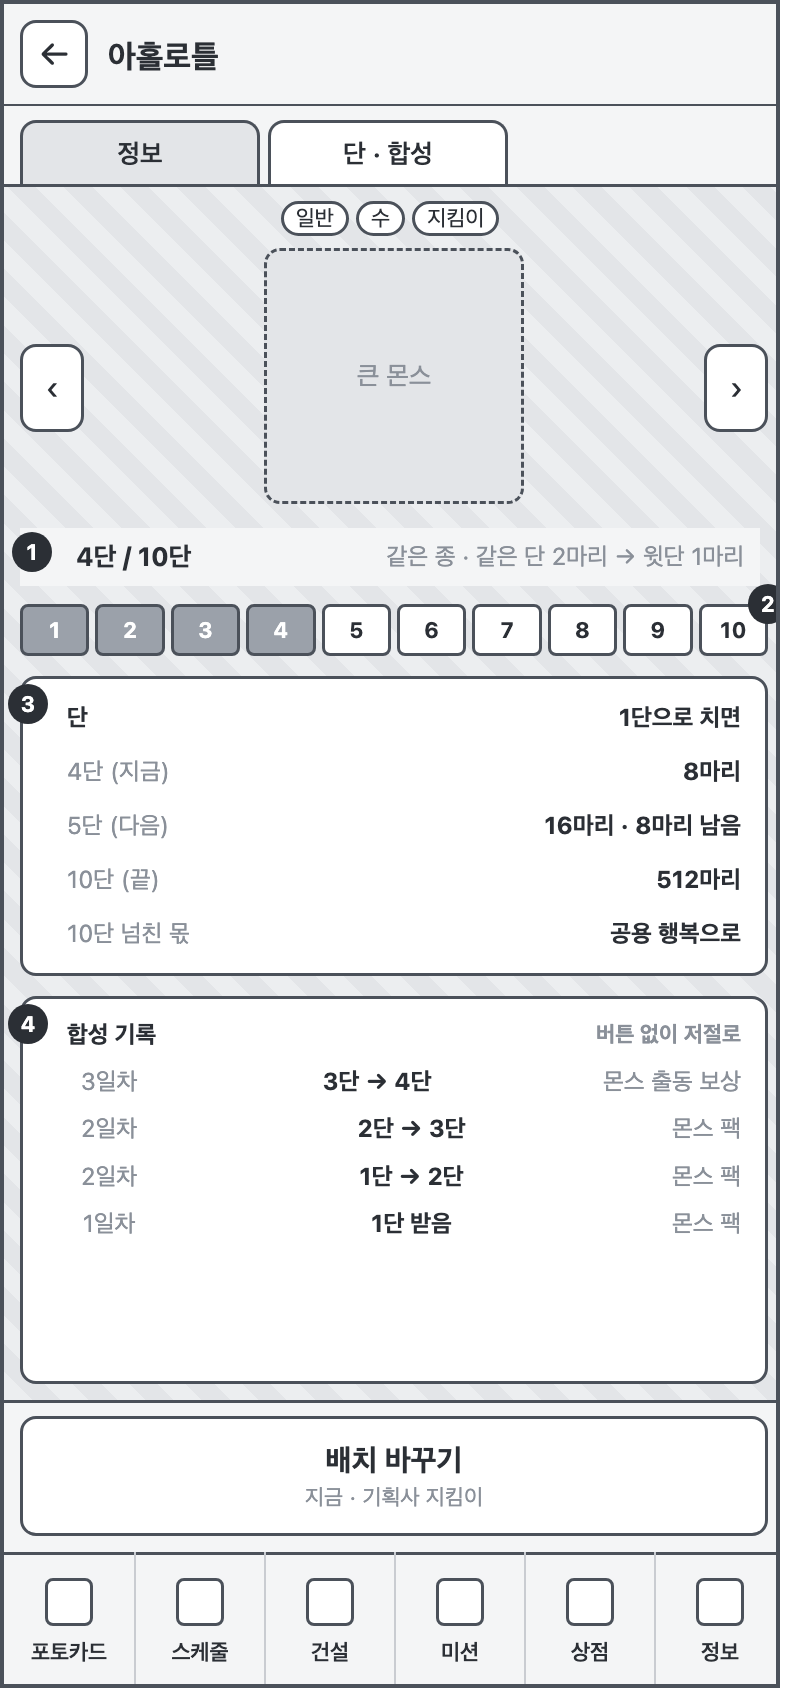 ← 아홀로틀
정보 단 · 합성
일반 수 지킴이
큰 몬스
‹ ›
1 4단 / 10단 같은 종 · 같은 단 2마리 → 윗단 1마리
2
1 2 3 4 5 6 7 8 9 10
3 단 1단으로 치면
4단 (지금) 8마리
5단 (다음) 16마리 · 8마리 남음
10단 (끝) 512마리
10단 넘친 몫 공용 행복으로
4 합성 기록 버튼 없이 저절로
3일차 3단 → 4단 몬스 출동 보상
2일차 2단 → 3단 몬스 팩
2일차 1단 → 2단 몬스 팩
1일차 1단 받음 몬스 팩
배치 바꾸기
지금 · 기획사 지킴이
포토카드 스케줄 건설 미션 상점 정보